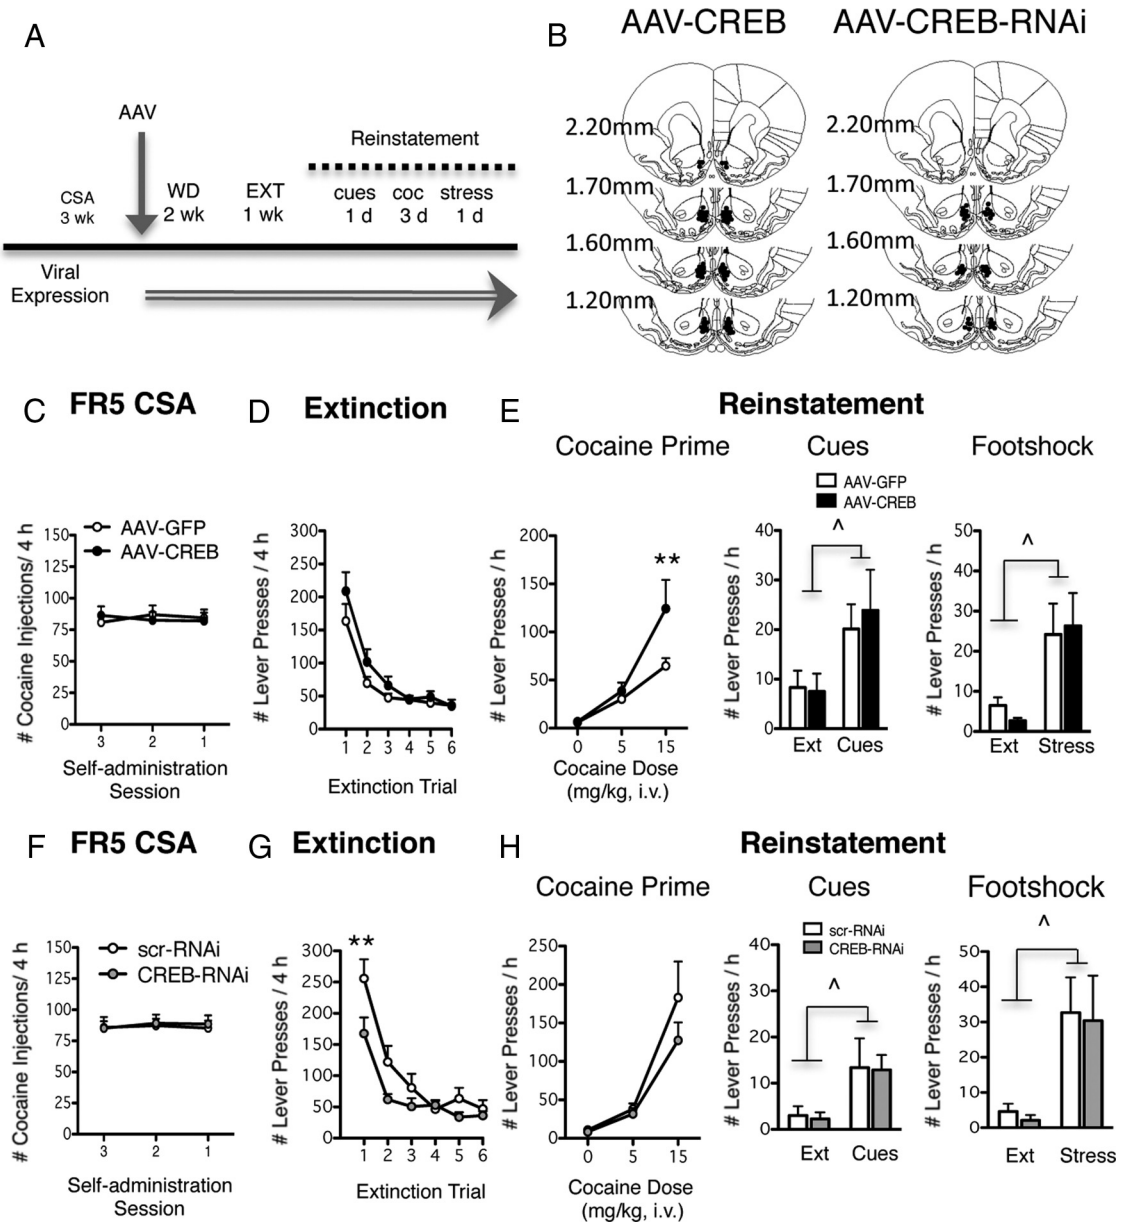 A
AAV
Reinstatement
CSA
3 wk
WD
2 wk
EXT
1 wk
cues
1 d
coc
3 d
stress
1 d
Viral
Expression
B
AAV-CREB
AAV-CREB-RNAi
2.20mm
2.20mm
1.70mm
1.70mm
1.60mm
1.60mm
1.20mm
1.20mm
C
FR5 CSA
# Cocaine Injections/ 4 h
AAV-GFP
AAV-CREB
150
125
100
75
50
25
0
3 2 1
Self-administration
Session
D
Extinction
# Lever Presses / 4 h
300
250
200
150
100
50
0
1 2 3 4 5 6
Extinction Trial
E
Reinstatement
Cocaine Prime
# Lever Presses / h
200
150
100
50
0
**
0 5 15
Cocaine Dose
(mg/kg, i.v.)
Cues
AAV-GFP
AAV-CREB
# Lever Presses / h
40
30
20
10
0
^
Ext Cues
Footshock
# Lever Presses / h
50
40
30
20
10
0
^
Ext Stress
F
FR5 CSA
# Cocaine Injections/ 4 h
scr-RNAi
CREB-RNAi
150
125
100
75
50
25
0
3 2 1
Self-administration
Session
G
Extinction
# Lever Presses / 4 h
**
300
250
200
150
100
50
0
1 2 3 4 5 6
Extinction Trial
H
Reinstatement
Cocaine Prime
# Lever Presses / h
250
200
150
100
50
0
0 5 15
Cocaine Dose
(mg/kg, i.v.)
Cues
scr-RNAi
CREB-RNAi
# Lever Presses / h
40
30
20
10
0
^
Ext Cues
Footshock
# Lever Presses / h
^
50
40
30
20
10
0
Ext Stress